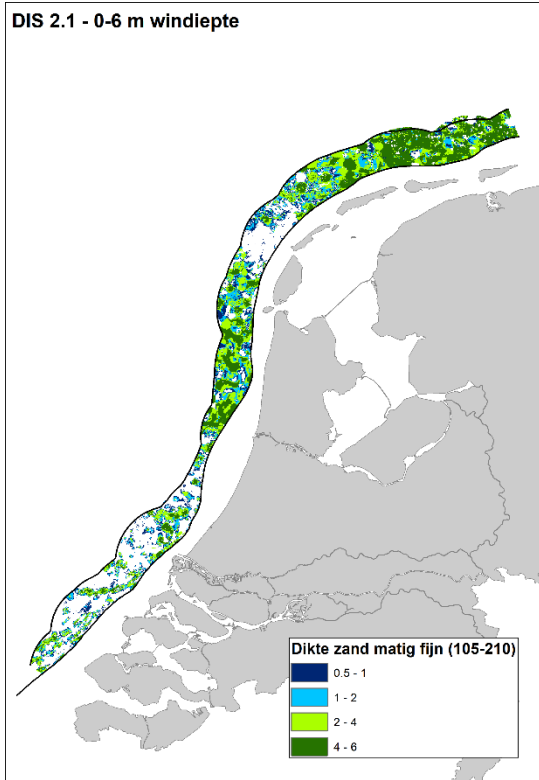 DIS 2.1 - 0-6 m windiepte
Dikte zand matig fijn (105-210)
0.5 - 1
1 - 2
2 - 4
4 - 6